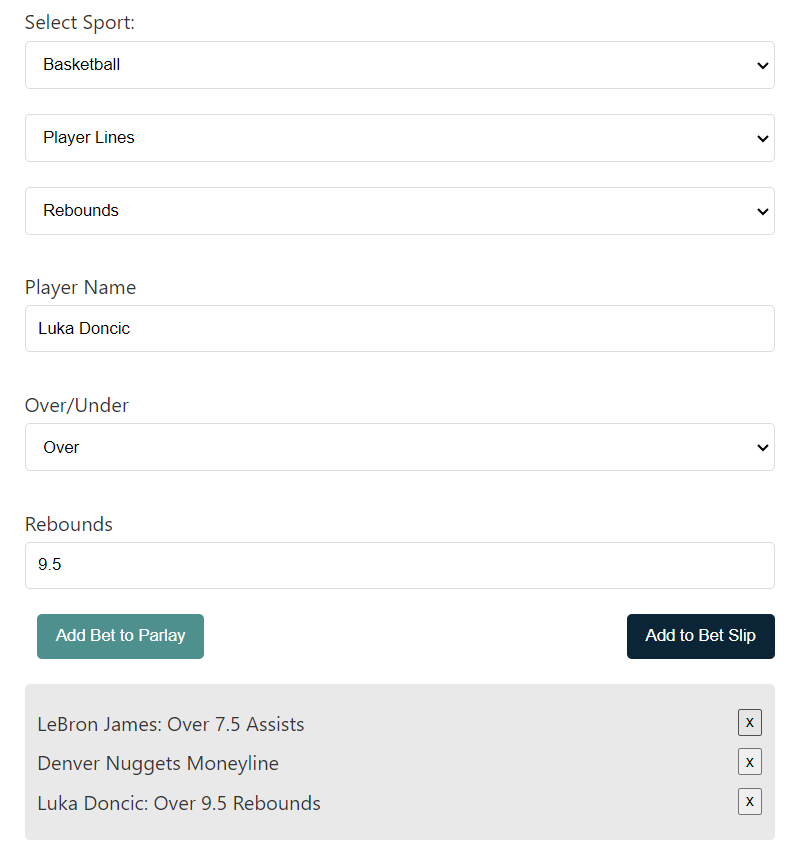 Select Sport:
Basketball
Player Lines
Rebounds
Player Name
Luka Doncic
Over/Under
Over
Rebounds
9.5
Add Bet to Parlay
Add to Bet Slip
LeBron James: Over 7.5 Assists x
Denver Nuggets Moneyline x
Luka Doncic: Over 9.5 Rebounds x